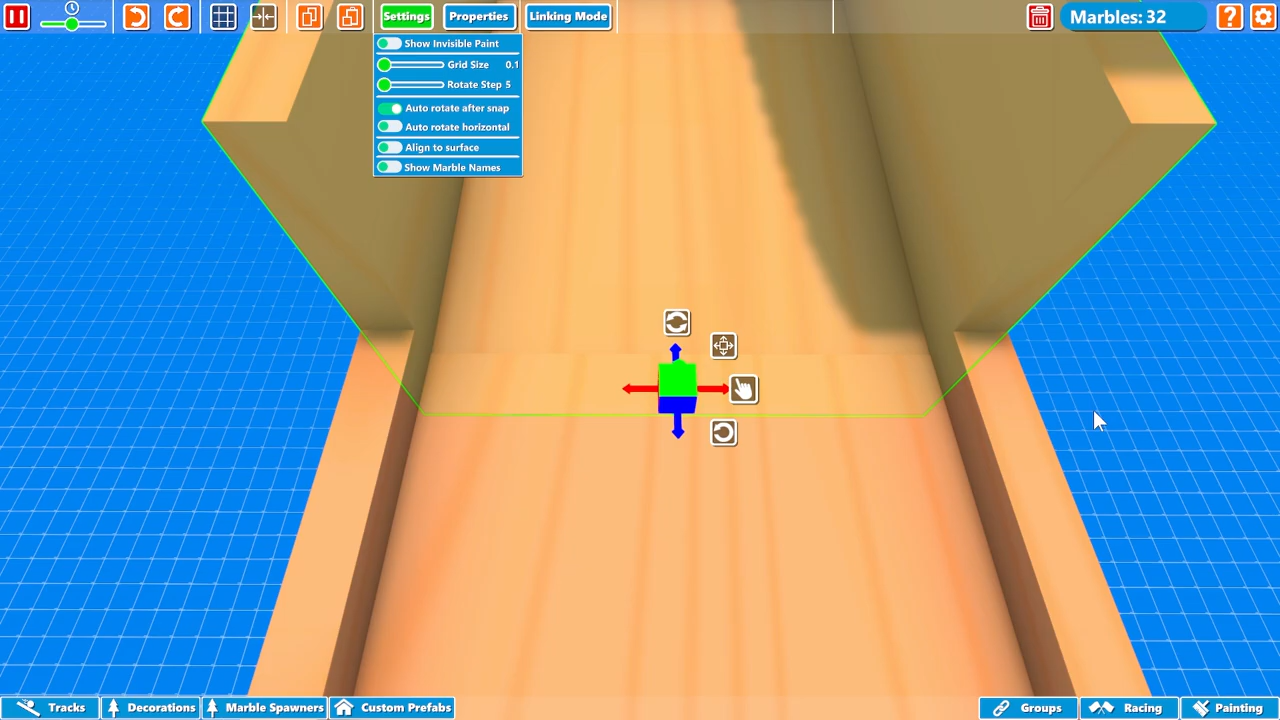 Settings
Properties
Linking Mode
Marbles: 32
Show Invisible Paint
Grid Size 0.1
Rotate Step 5
Auto rotate after snap
Auto rotate horizontal
Align to surface
Show Marble Names
Tracks
Decorations
Marble Spawners
Custom Prefabs
Groups
Racing
Painting